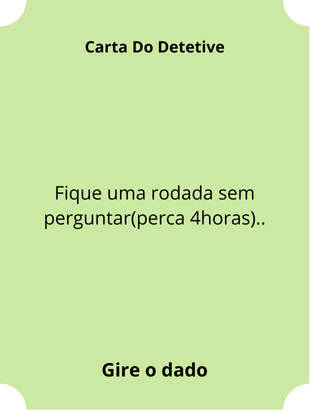 Carta Do Detetive
Fique uma rodada sem
perguntar(perca 4horas)..
Gire o dado